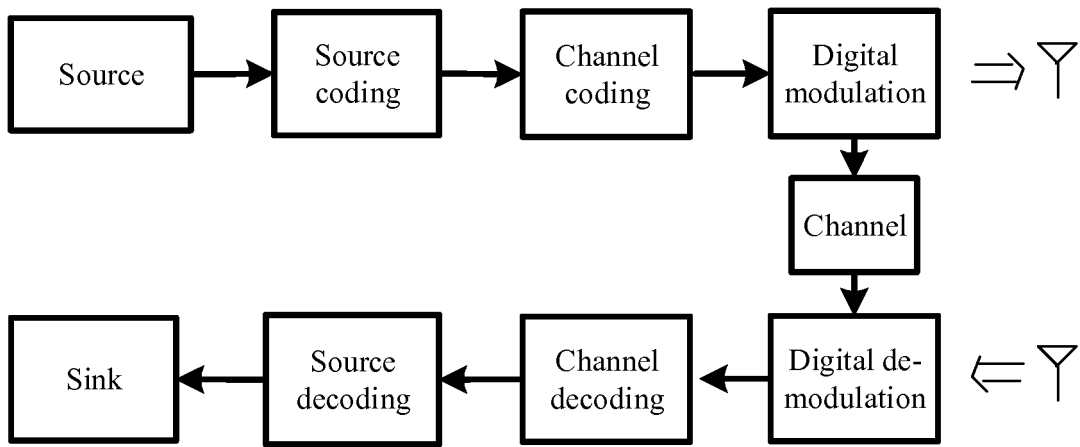 Source
Source
coding
Channel
coding
Digital
modulation
Channel
Sink
Source
decoding
Channel
decoding
Digital de-
modulation